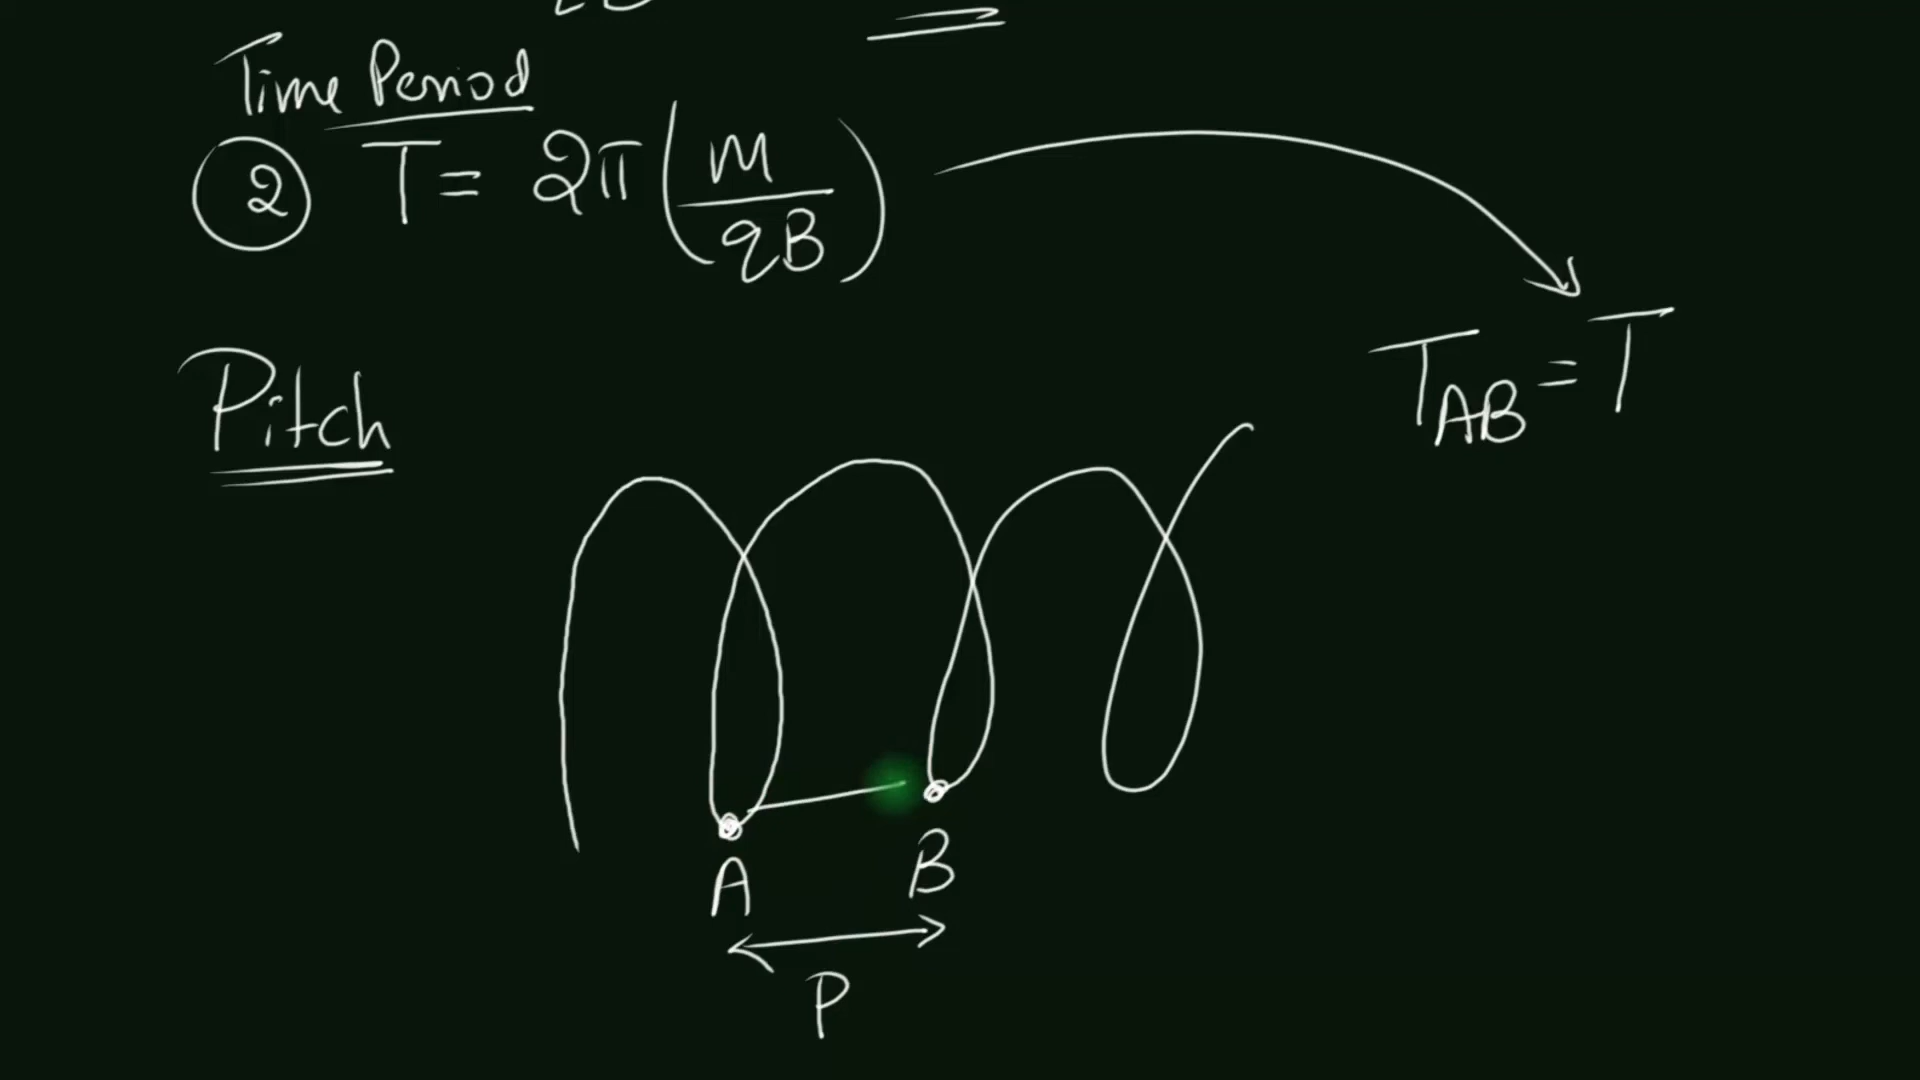 Time Period
② T = 2π(m/qB)
T_AB = T
Pitch
A B
P